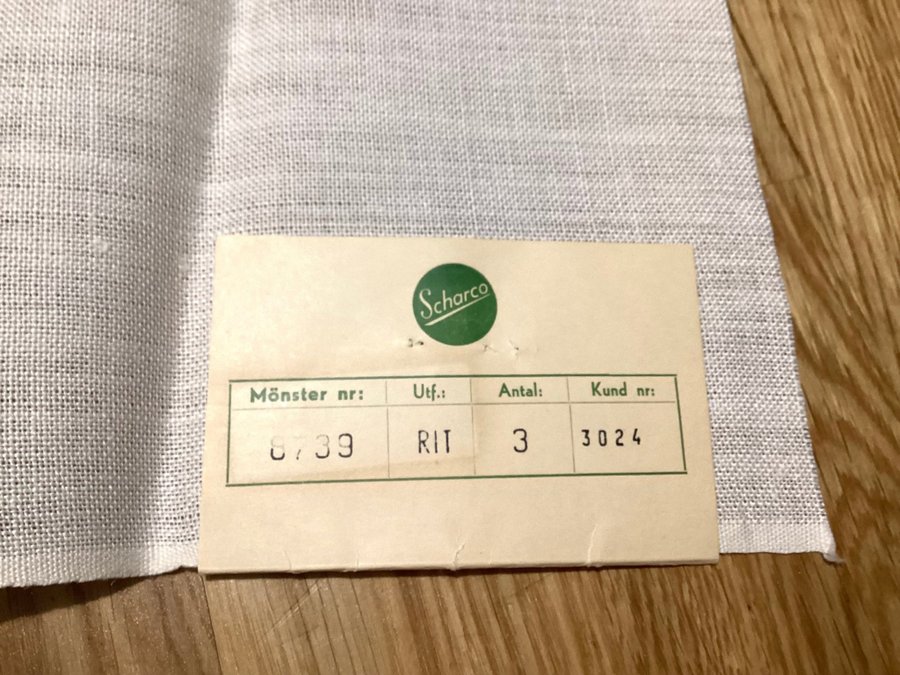 Scharco
Mönster nr: Utf.: Antal: Kund nr:
8739 RIT 3 3024